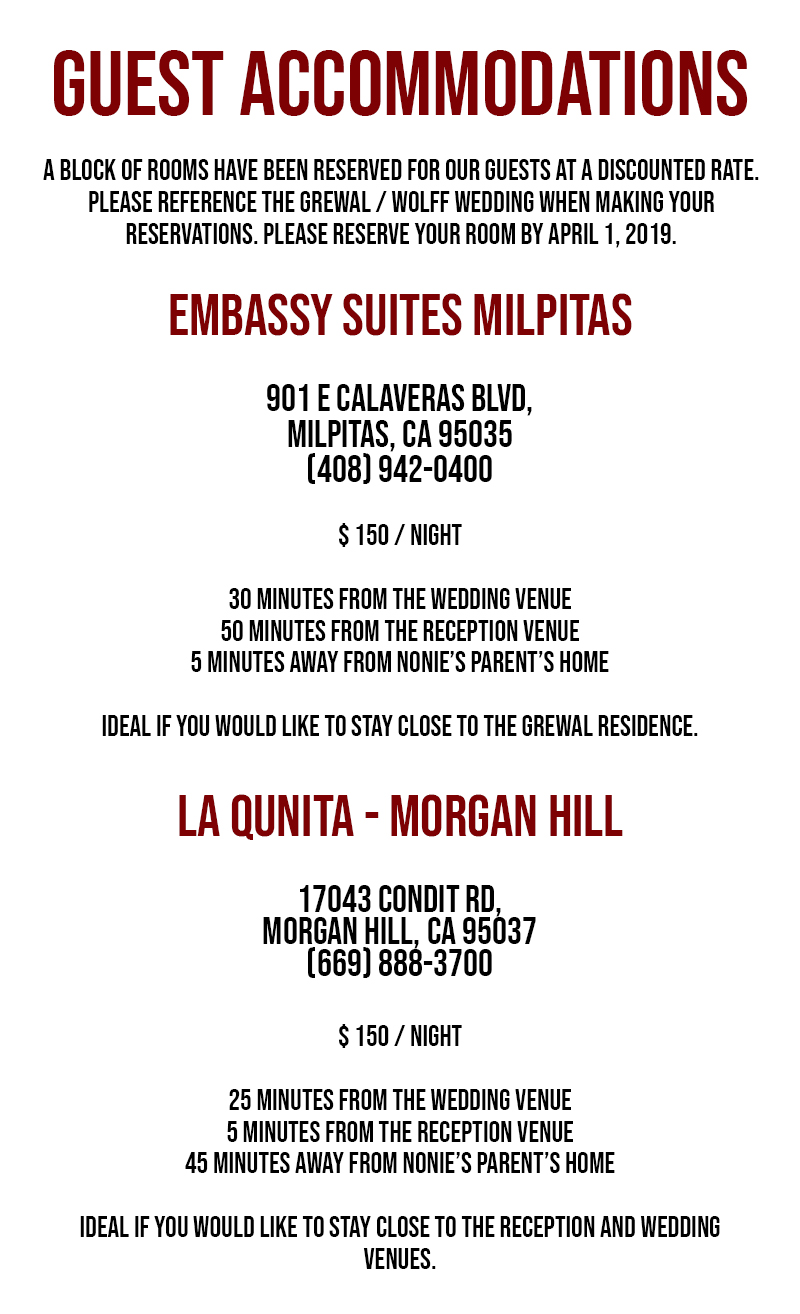 GUEST ACCOMMODATIONS
A BLOCK OF ROOMS HAVE BEEN RESERVED FOR OUR GUESTS AT A DISCOUNTED RATE.
PLEASE REFERENCE THE GREWAL / WOLFF WEDDING WHEN MAKING YOUR
RESERVATIONS. PLEASE RESERVE YOUR ROOM BY APRIL 1, 2019.
EMBASSY SUITES MILPITAS
901 E CALAVERAS BLVD,
MILPITAS, CA 95035
(408) 942-0400
$ 150 / NIGHT
30 MINUTES FROM THE WEDDING VENUE
50 MINUTES FROM THE RECEPTION VENUE
5 MINUTES AWAY FROM NONIE’S PARENT’S HOME
IDEAL IF YOU WOULD LIKE TO STAY CLOSE TO THE GREWAL RESIDENCE.
LA QUNITA - MORGAN HILL
17043 CONDIT RD,
MORGAN HILL, CA 95037
(669) 888-3700
$ 150 / NIGHT
25 MINUTES FROM THE WEDDING VENUE
5 MINUTES FROM THE RECEPTION VENUE
45 MINUTES AWAY FROM NONIE’S PARENT’S HOME
IDEAL IF YOU WOULD LIKE TO STAY CLOSE TO THE RECEPTION AND WEDDING
VENUES.